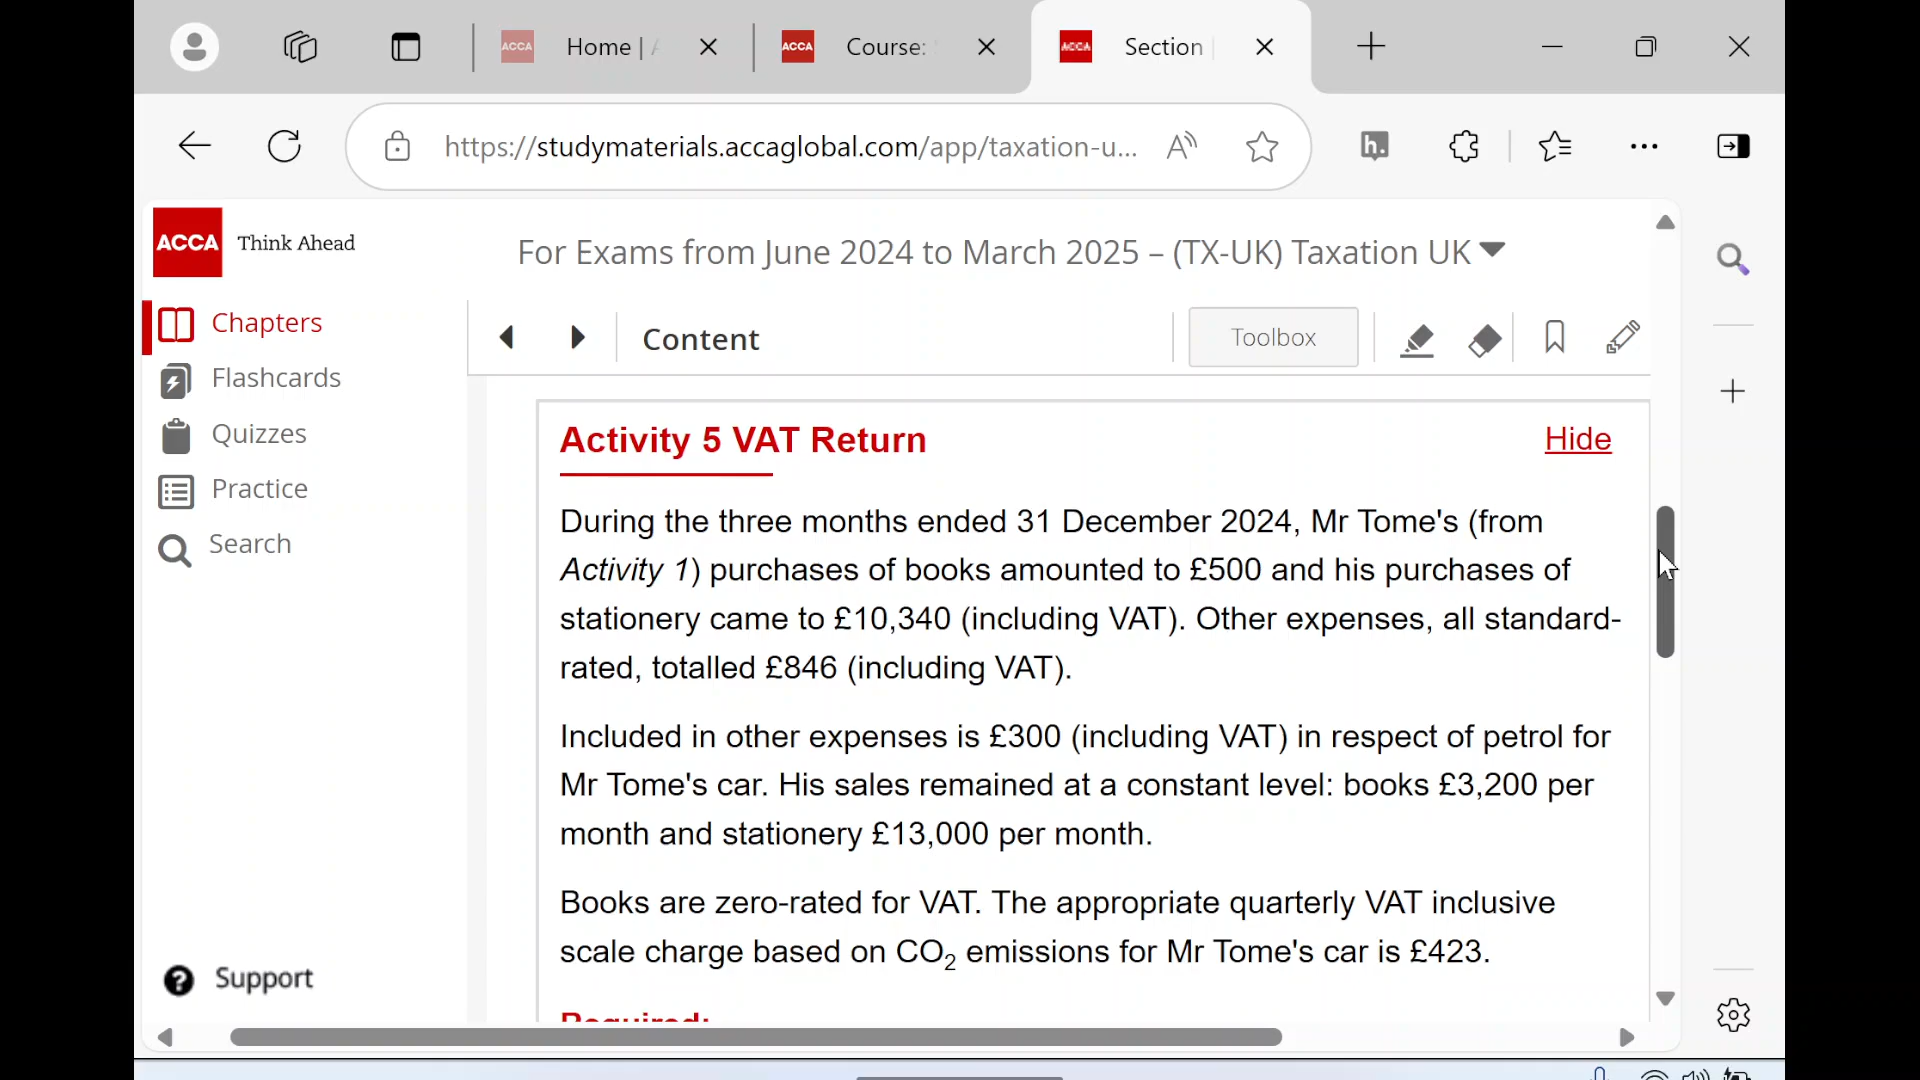 Home |
Course:
Section
https://studymaterials.accaglobal.com/app/taxation-u...
ACCA Think Ahead
For Exams from June 2024 to March 2025 – (TX-UK) Taxation UK
Chapters
Flashcards
Quizzes
Practice
Search
Support
Content
Toolbox
Activity 5 VAT Return
Hide
During the three months ended 31 December 2024, Mr Tome's (from
Activity 1) purchases of books amounted to £500 and his purchases of
stationery came to £10,340 (including VAT). Other expenses, all standard-
rated, totalled £846 (including VAT).
Included in other expenses is £300 (including VAT) in respect of petrol for
Mr Tome's car. His sales remained at a constant level: books £3,200 per
month and stationery £13,000 per month.
Books are zero-rated for VAT. The appropriate quarterly VAT inclusive
scale charge based on CO2 emissions for Mr Tome's car is £423.
Required: